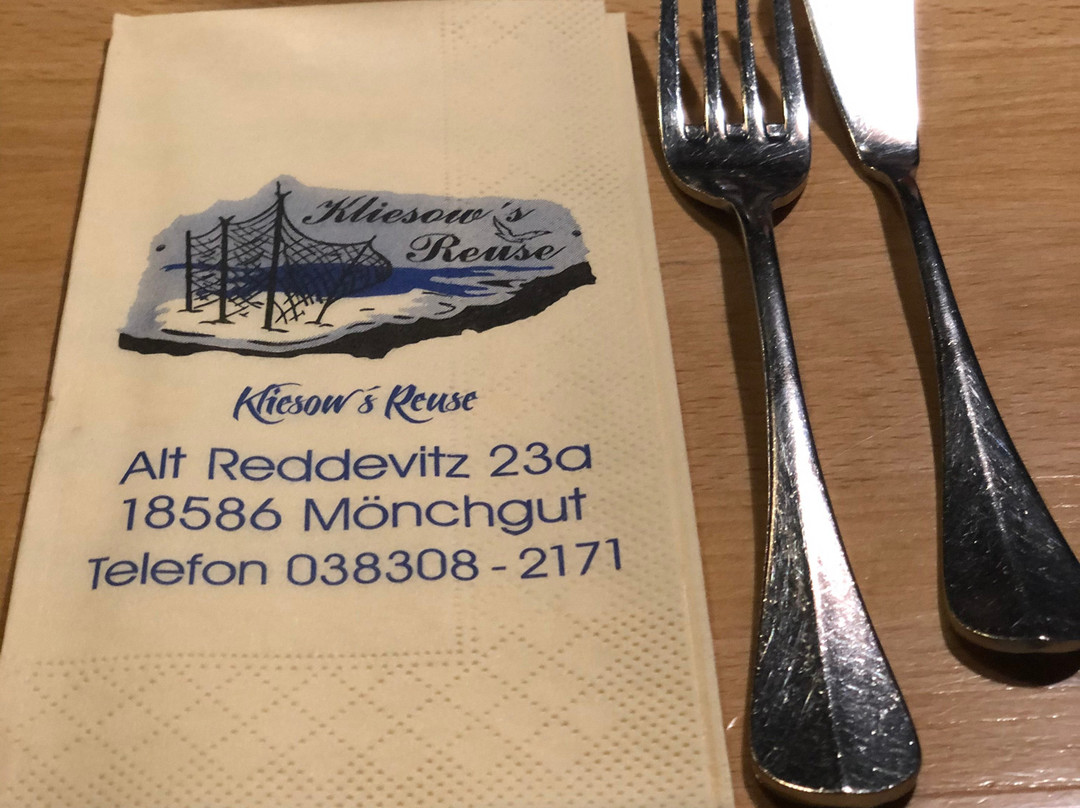 Kliesow's
Reuse
Kliesow´s Reuse
Alt Reddevitz 23a
18586 Mönchgut
Telefon 038308-2171